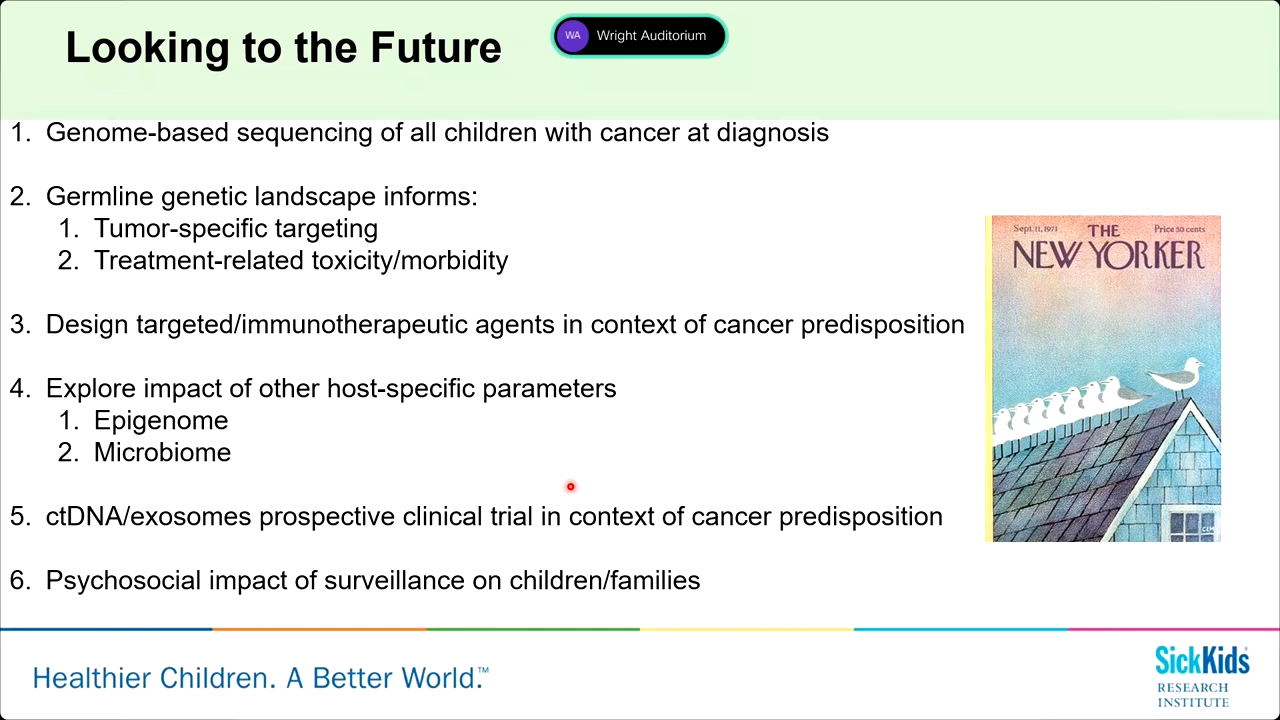 Looking to the Future
WA Wright Auditorium
1. Genome-based sequencing of all children with cancer at diagnosis
2. Germline genetic landscape informs:
1. Tumor-specific targeting
2. Treatment-related toxicity/morbidity
3. Design targeted/immunotherapeutic agents in context of cancer predisposition
4. Explore impact of other host-specific parameters
1. Epigenome
2. Microbiome
5. ctDNA/exosomes prospective clinical trial in context of cancer predisposition
6. Psychosocial impact of surveillance on children/families
Sept. 11, 1971 THE Price 50 cents
NEW YORKER
CEM
Healthier Children. A Better World.™
SickKids
RESEARCH
INSTITUTE